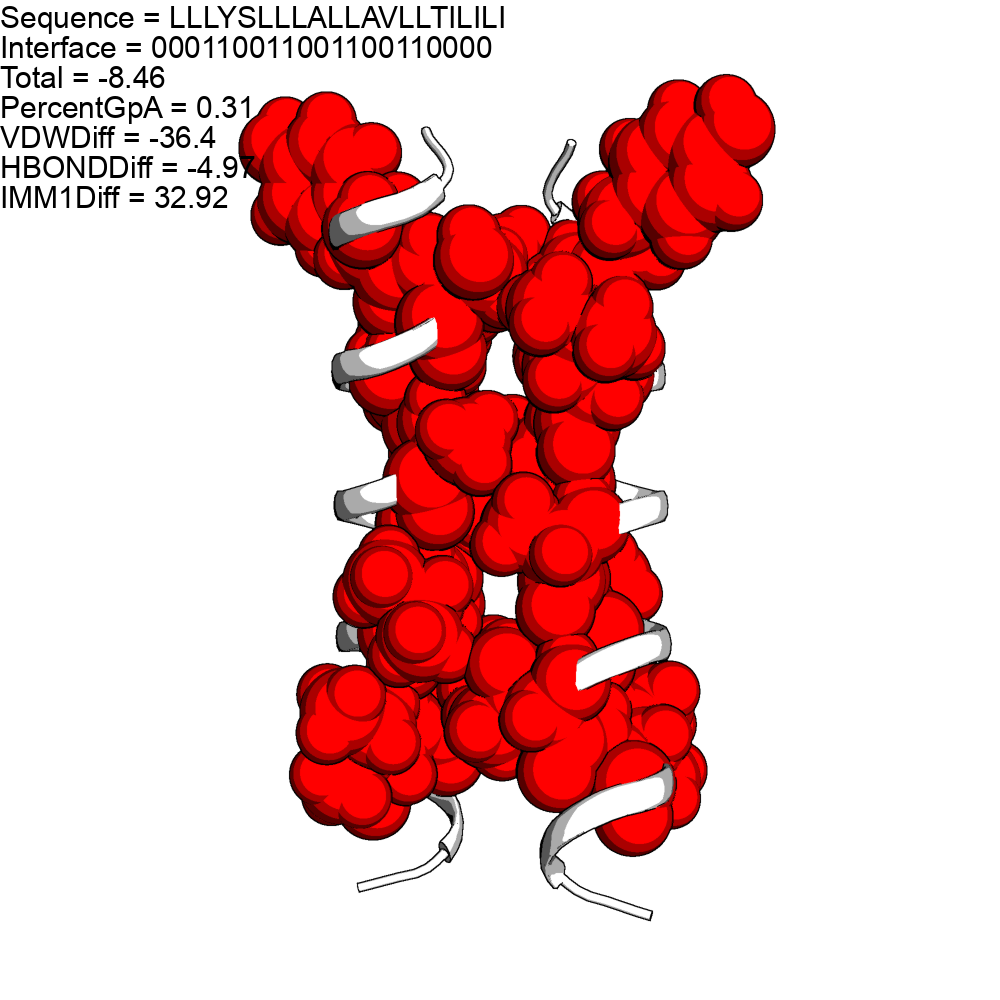 Sequence = LLLYSLLLALLAVLLTILILI
Interface = 000110011001100110000
Total = -8.46
PercentGpA = 0.31
VDWDiff = -36.4
HBONDDiff = -4.97
IMM1Diff = 32.92